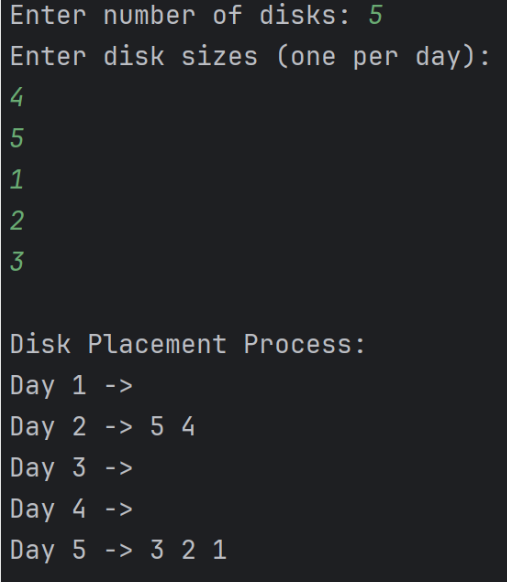 Enter number of disks: 5
Enter disk sizes (one per day):
4
5
1
2
3
Disk Placement Process:
Day 1 ->
Day 2 -> 5 4
Day 3 ->
Day 4 ->
Day 5 -> 3 2 1